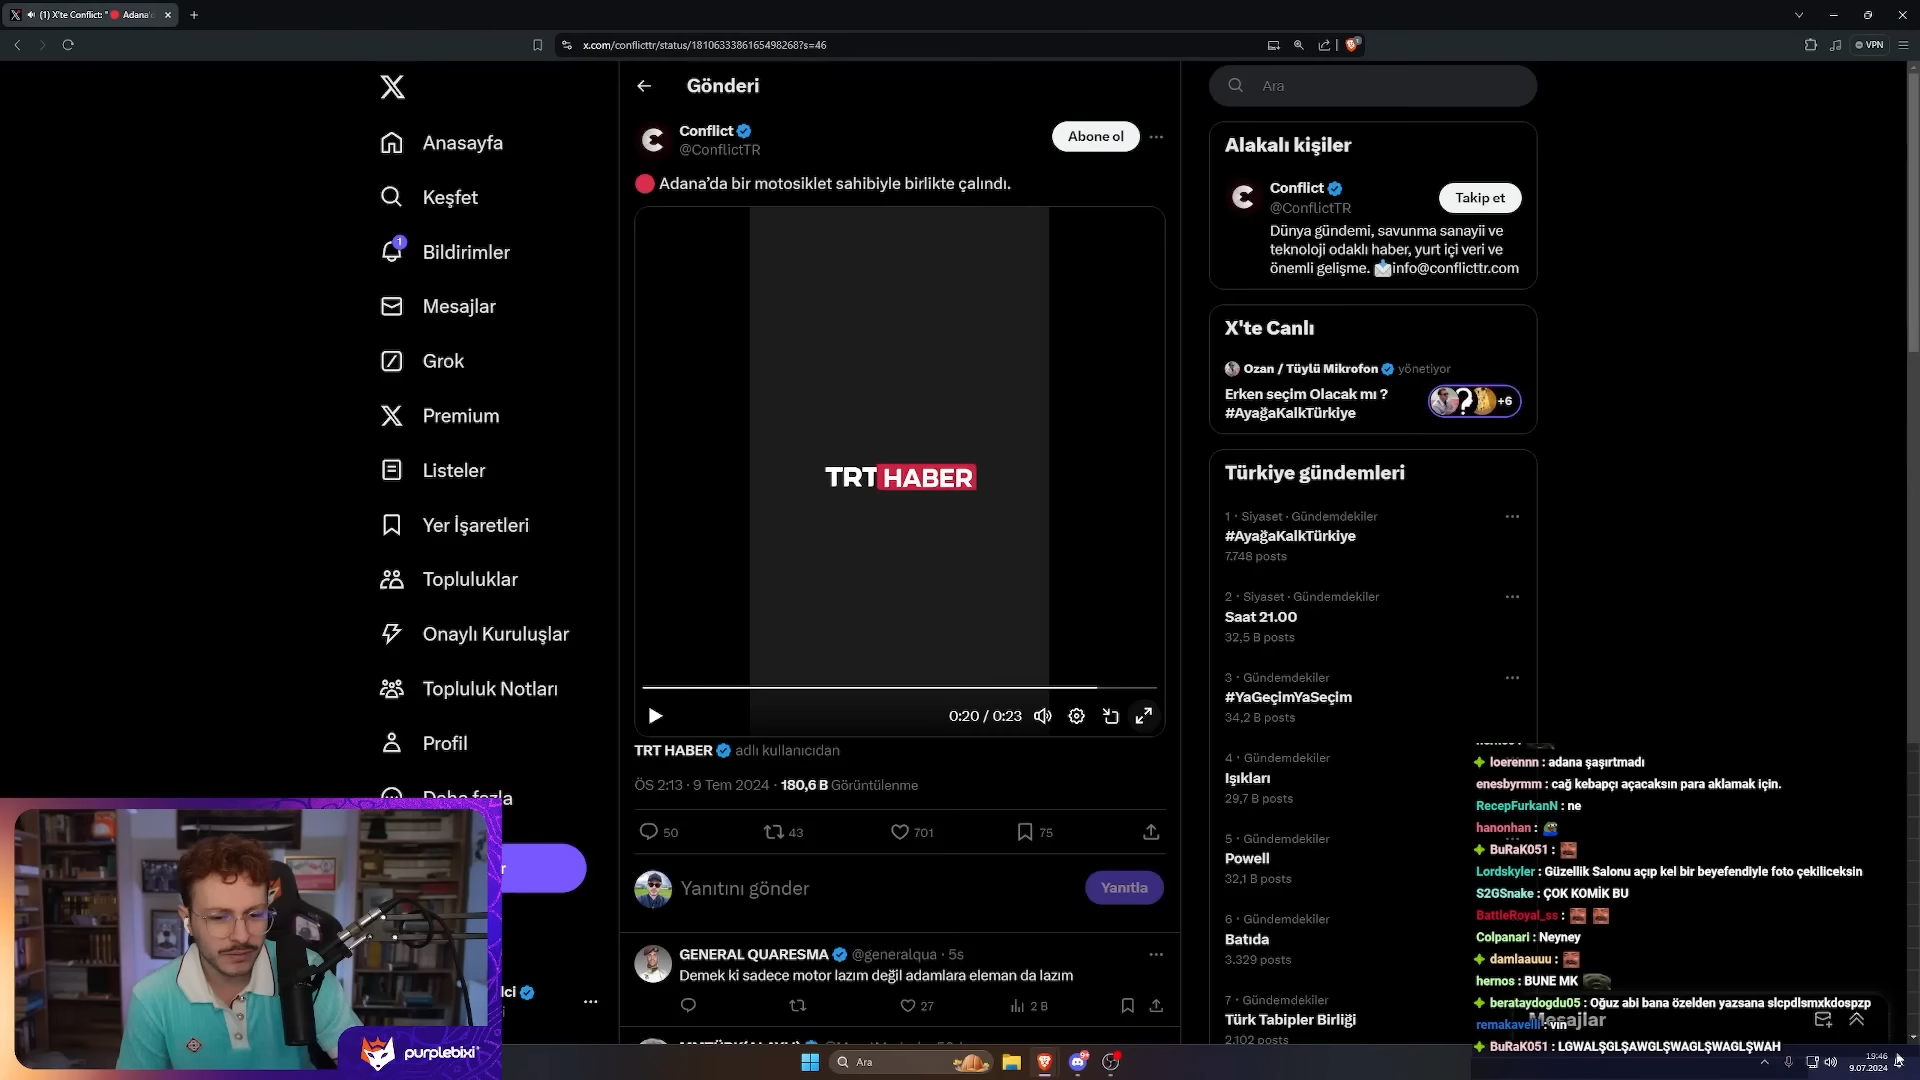 (1) X'te Conflict: "🔴 Adana'd
x.com/conflicttr/status/1810633386165498268?s=46
VPN
Anasayfa
Keşfet
1
Bildirimler
Mesajlar
Grok
Premium
Listeler
Yer İşaretleri
Topluluklar
Onaylı Kuruluşlar
Topluluk Notları
Profil
Daha fazla
Gönderi
Conflict
@ConflictTR
Abone ol
🔴 Adana'da bir motosiklet sahibiyle birlikte çalındı.
TRT HABER
0:20 / 0:23
TRT HABER adlı kullanıcıdan
ÖS 2:13 · 9 Tem 2024 · 180,6 B Görüntülenme
50
43
701
75
Yanıtını gönder
Yanıtla
GENERAL QUARESMA @generalqua · 5s
Demek ki sadece motor lazım değil adamlara eleman da lazım
27
2 B
Ara
Alakalı kişiler
Conflict
@ConflictTR
Takip et
Dünya gündemi, savunma sanayii ve
teknoloji odaklı haber, yurt içi veri ve
önemli gelişme. 📩info@conflicttr.com
X'te Canlı
Ozan / Tüylü Mikrofon yönetiyor
Erken seçim Olacak mı ?
#AyağaKalkTürkiye
+6
Türkiye gündemleri
1 · Siyaset · Gündemdekiler
#AyağaKalkTürkiye
7.748 posts
2 · Siyaset · Gündemdekiler
Saat 21.00
32,5 B posts
3 · Gündemdekiler
#YaGeçimYaSeçim
34,2 B posts
4 · Gündemdekiler
Işıkları
29,7 B posts
5 · Gündemdekiler
Powell
32,1 B posts
6 · Gündemdekiler
Batıda
3.329 posts
7 · Gündemdekiler
Türk Tabipler Birliği
2.102 posts
loerennn : adana şaşırtmadı
enesbyrmm : cağ kebapçı açacaksın para aklamak için.
RecepFurkanN : ne
hanonhan :
BuRaK051 :
Lordskyler : Güzellik Salonu açıp kel bir beyefendiyle foto çekiliceksin
S2GSnake : ÇOK KOMİK BU
BattleRoyal_ss :
Colpanari : Neyney
damlaauuu :
hernos : BUNE MK
berataydogdu05 : Oğuz abi bana özelden yazsana slcpdlsmxkdospzp
remakavelli : vin
Mesajlar
BuRaK051 : LGWALŞGLŞAWGLŞWAGLŞWAGLŞWAH
lci
purplebixi
Ara
19:46
9.07.2024